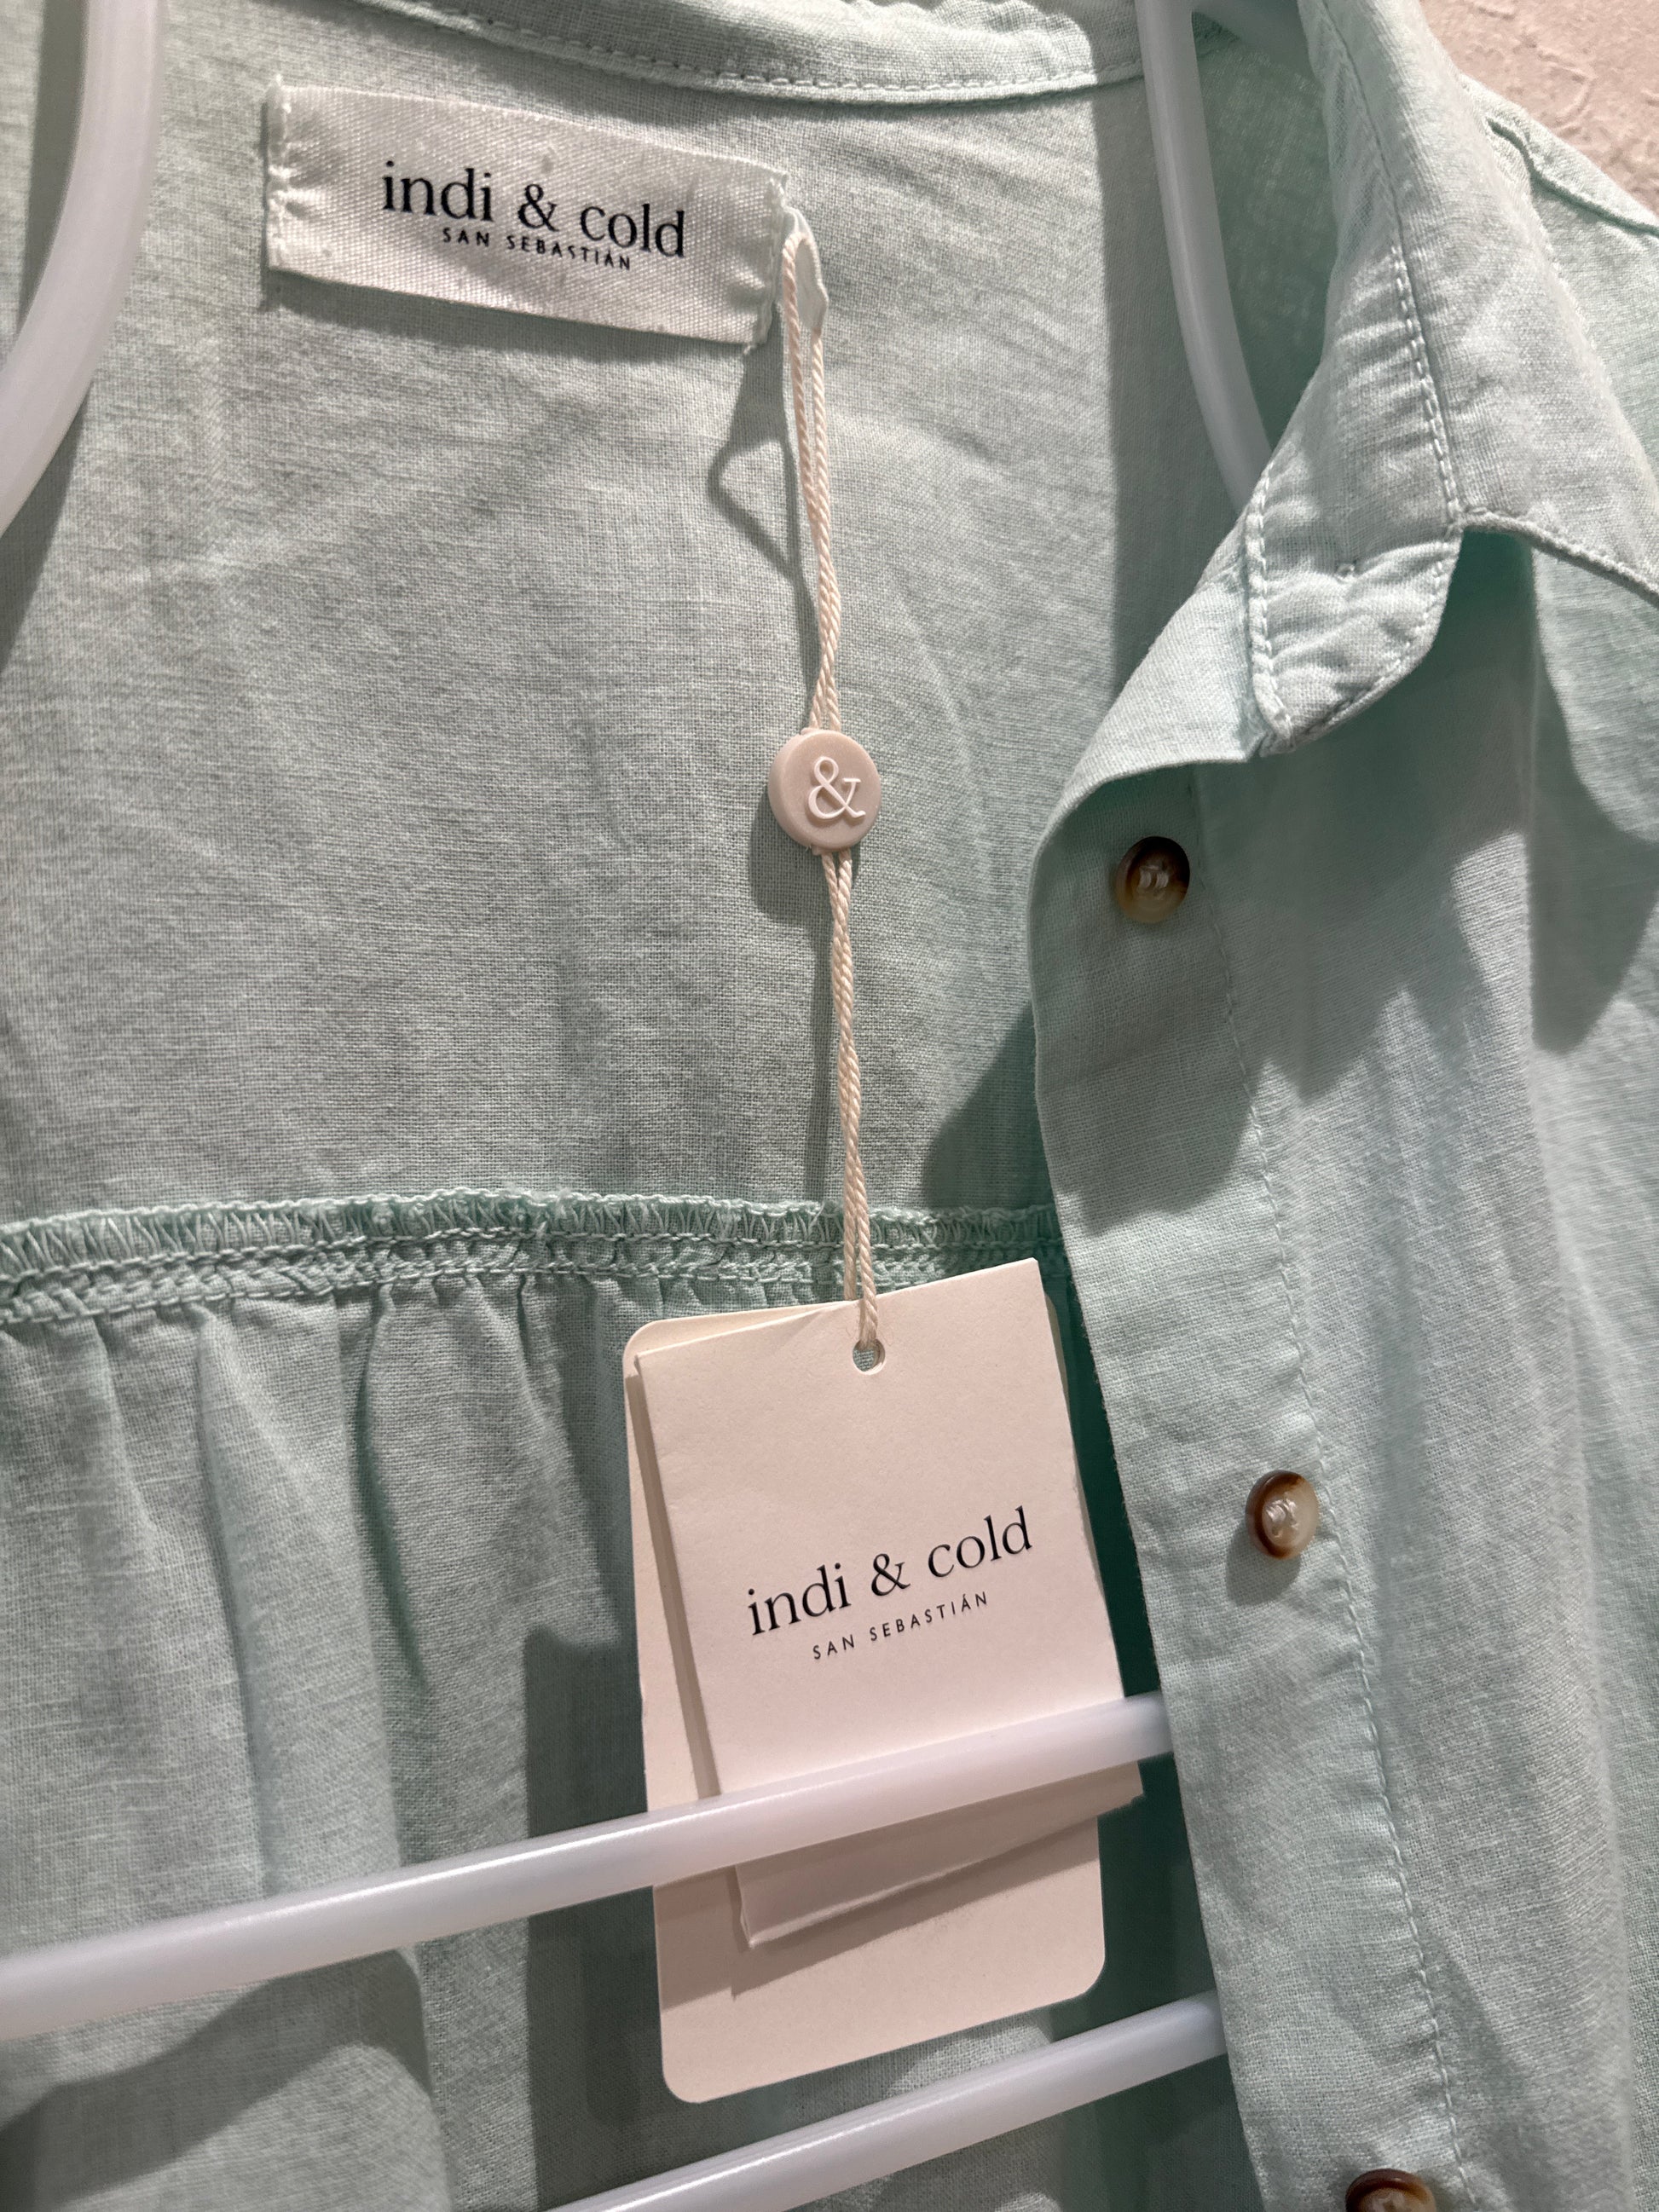 indi & cold
SAN SEBASTIÁN
&
indi & cold
SAN SEBASTIÁN